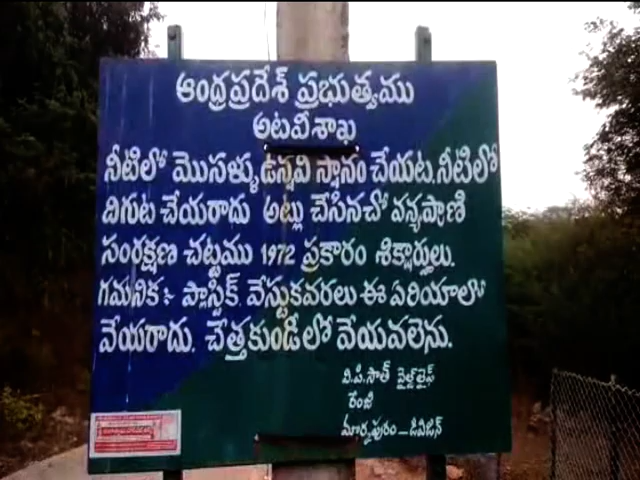 ఆంధ్రప్రదేశ్ ప్రభుత్వము
అటవీశాఖ
నీటిలో మొసళ్ళు ఉన్నవి స్నానం చేయుట, నీటిలో
దిగుట చేయరాదు అట్లు చేసినచో వన్యప్రాణి
సంరక్షణ చట్టము 1972 ప్రకారం శిక్షార్హులు.
గమనిక:- ప్లాస్టిక్ వేస్టు కవరులు ఈ ఏరియాలో
వేయరాదు. చెత్తకుండీలో వేయవలెను.
వి.పి.సౌత్ వైల్డ్ లైఫ్
రేంజి
మార్కాపురం - డివిజన్